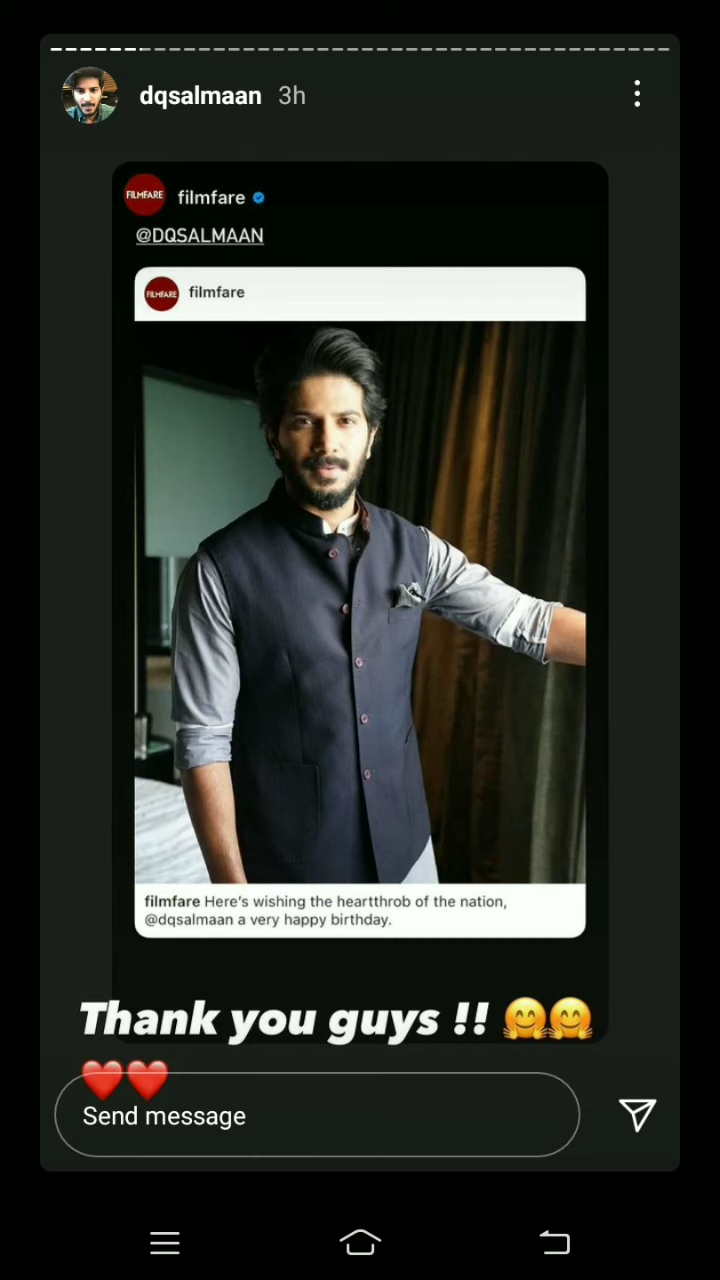 dqsalmaan 3h
FILMFARE filmfare
@DQSALMAAN
FILMFARE filmfare
filmfare Here's wishing the heartthrob of the nation,
@dqsalmaan a very happy birthday.
Thank you guys !! 🤗🤗
❤️❤️
Send message